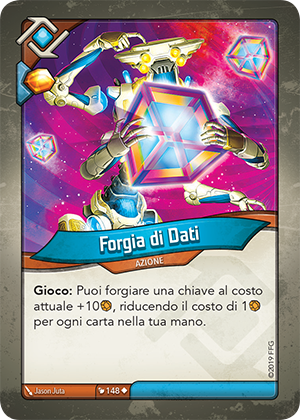 Forgia di Dati
AZIONE
Gioco: Puoi forgiare una chiave al costo
attuale +10, riducendo il costo di 1
per ogni carta nella tua mano.
Jason Juta
148
©2019 FFG